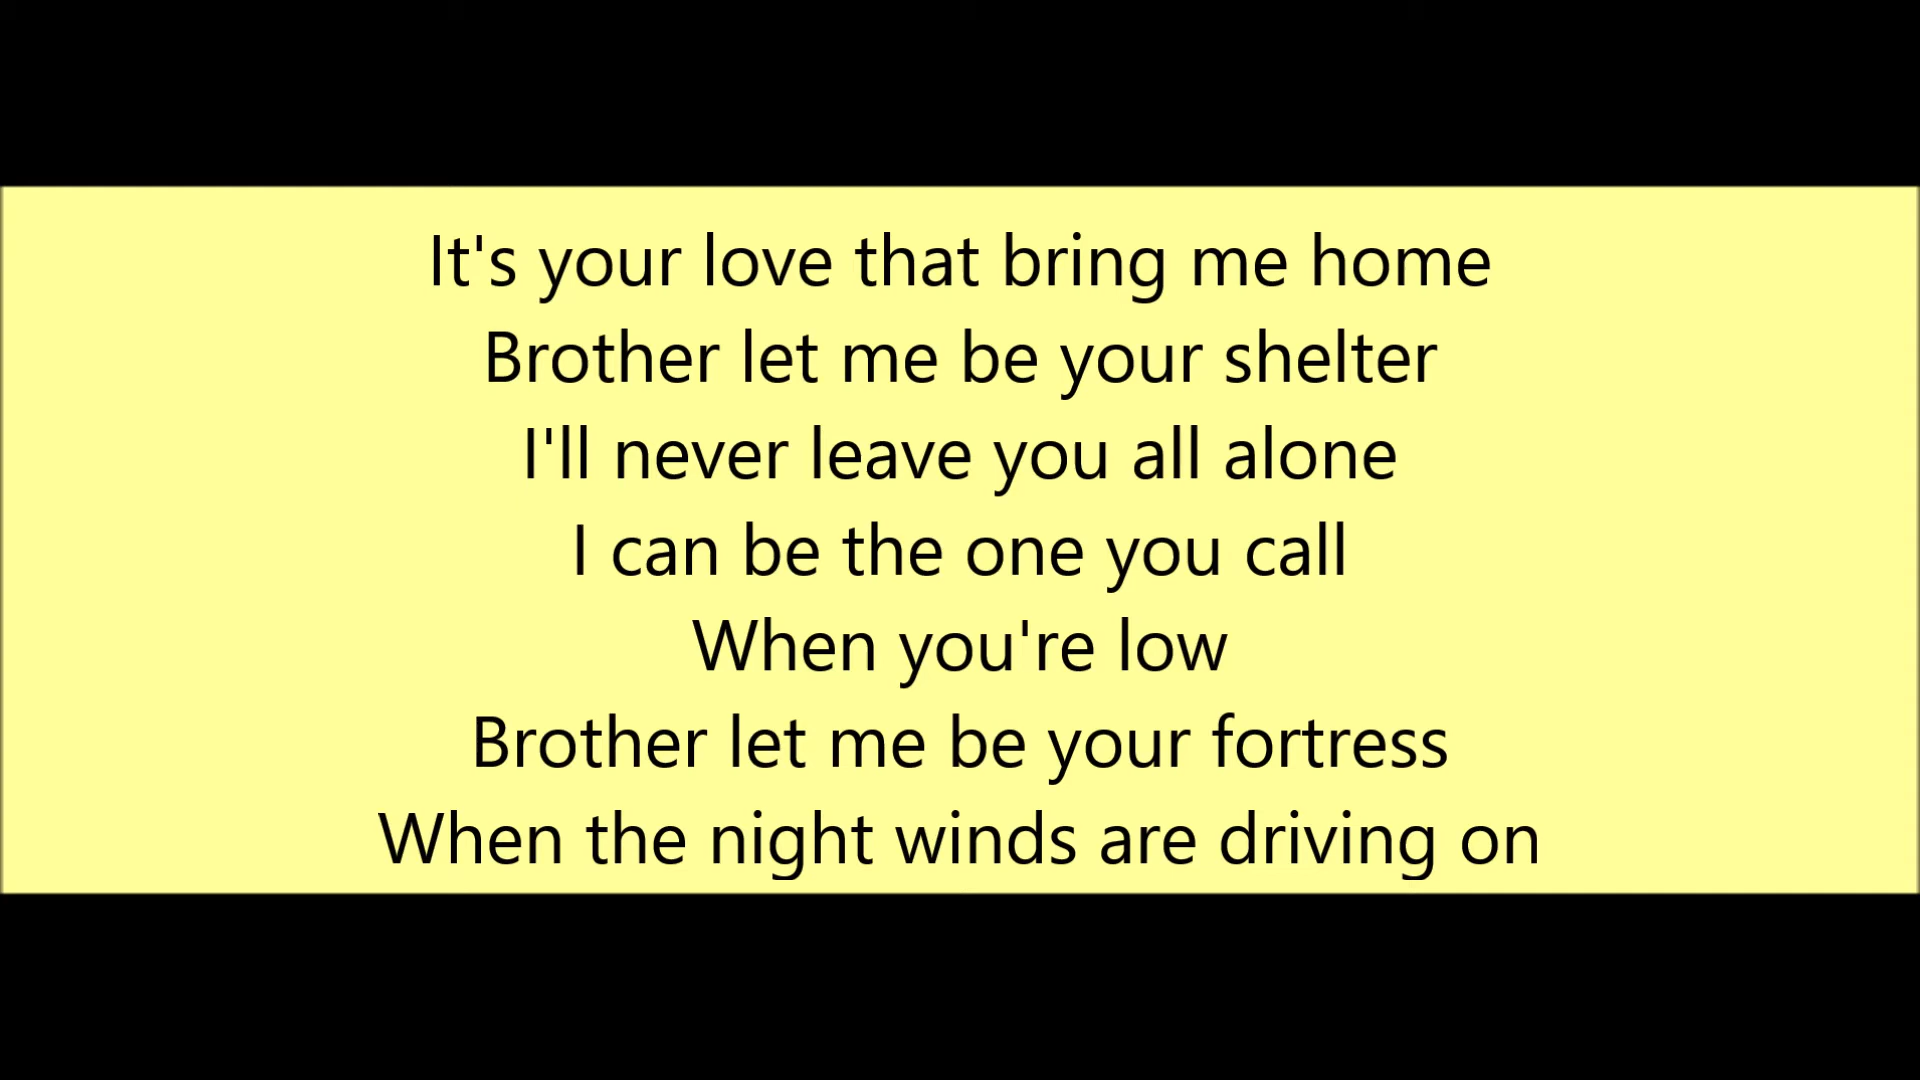 It's your love that bring me home
Brother let me be your shelter
I'll never leave you all alone
I can be the one you call
When you're low
Brother let me be your fortress
When the night winds are driving on